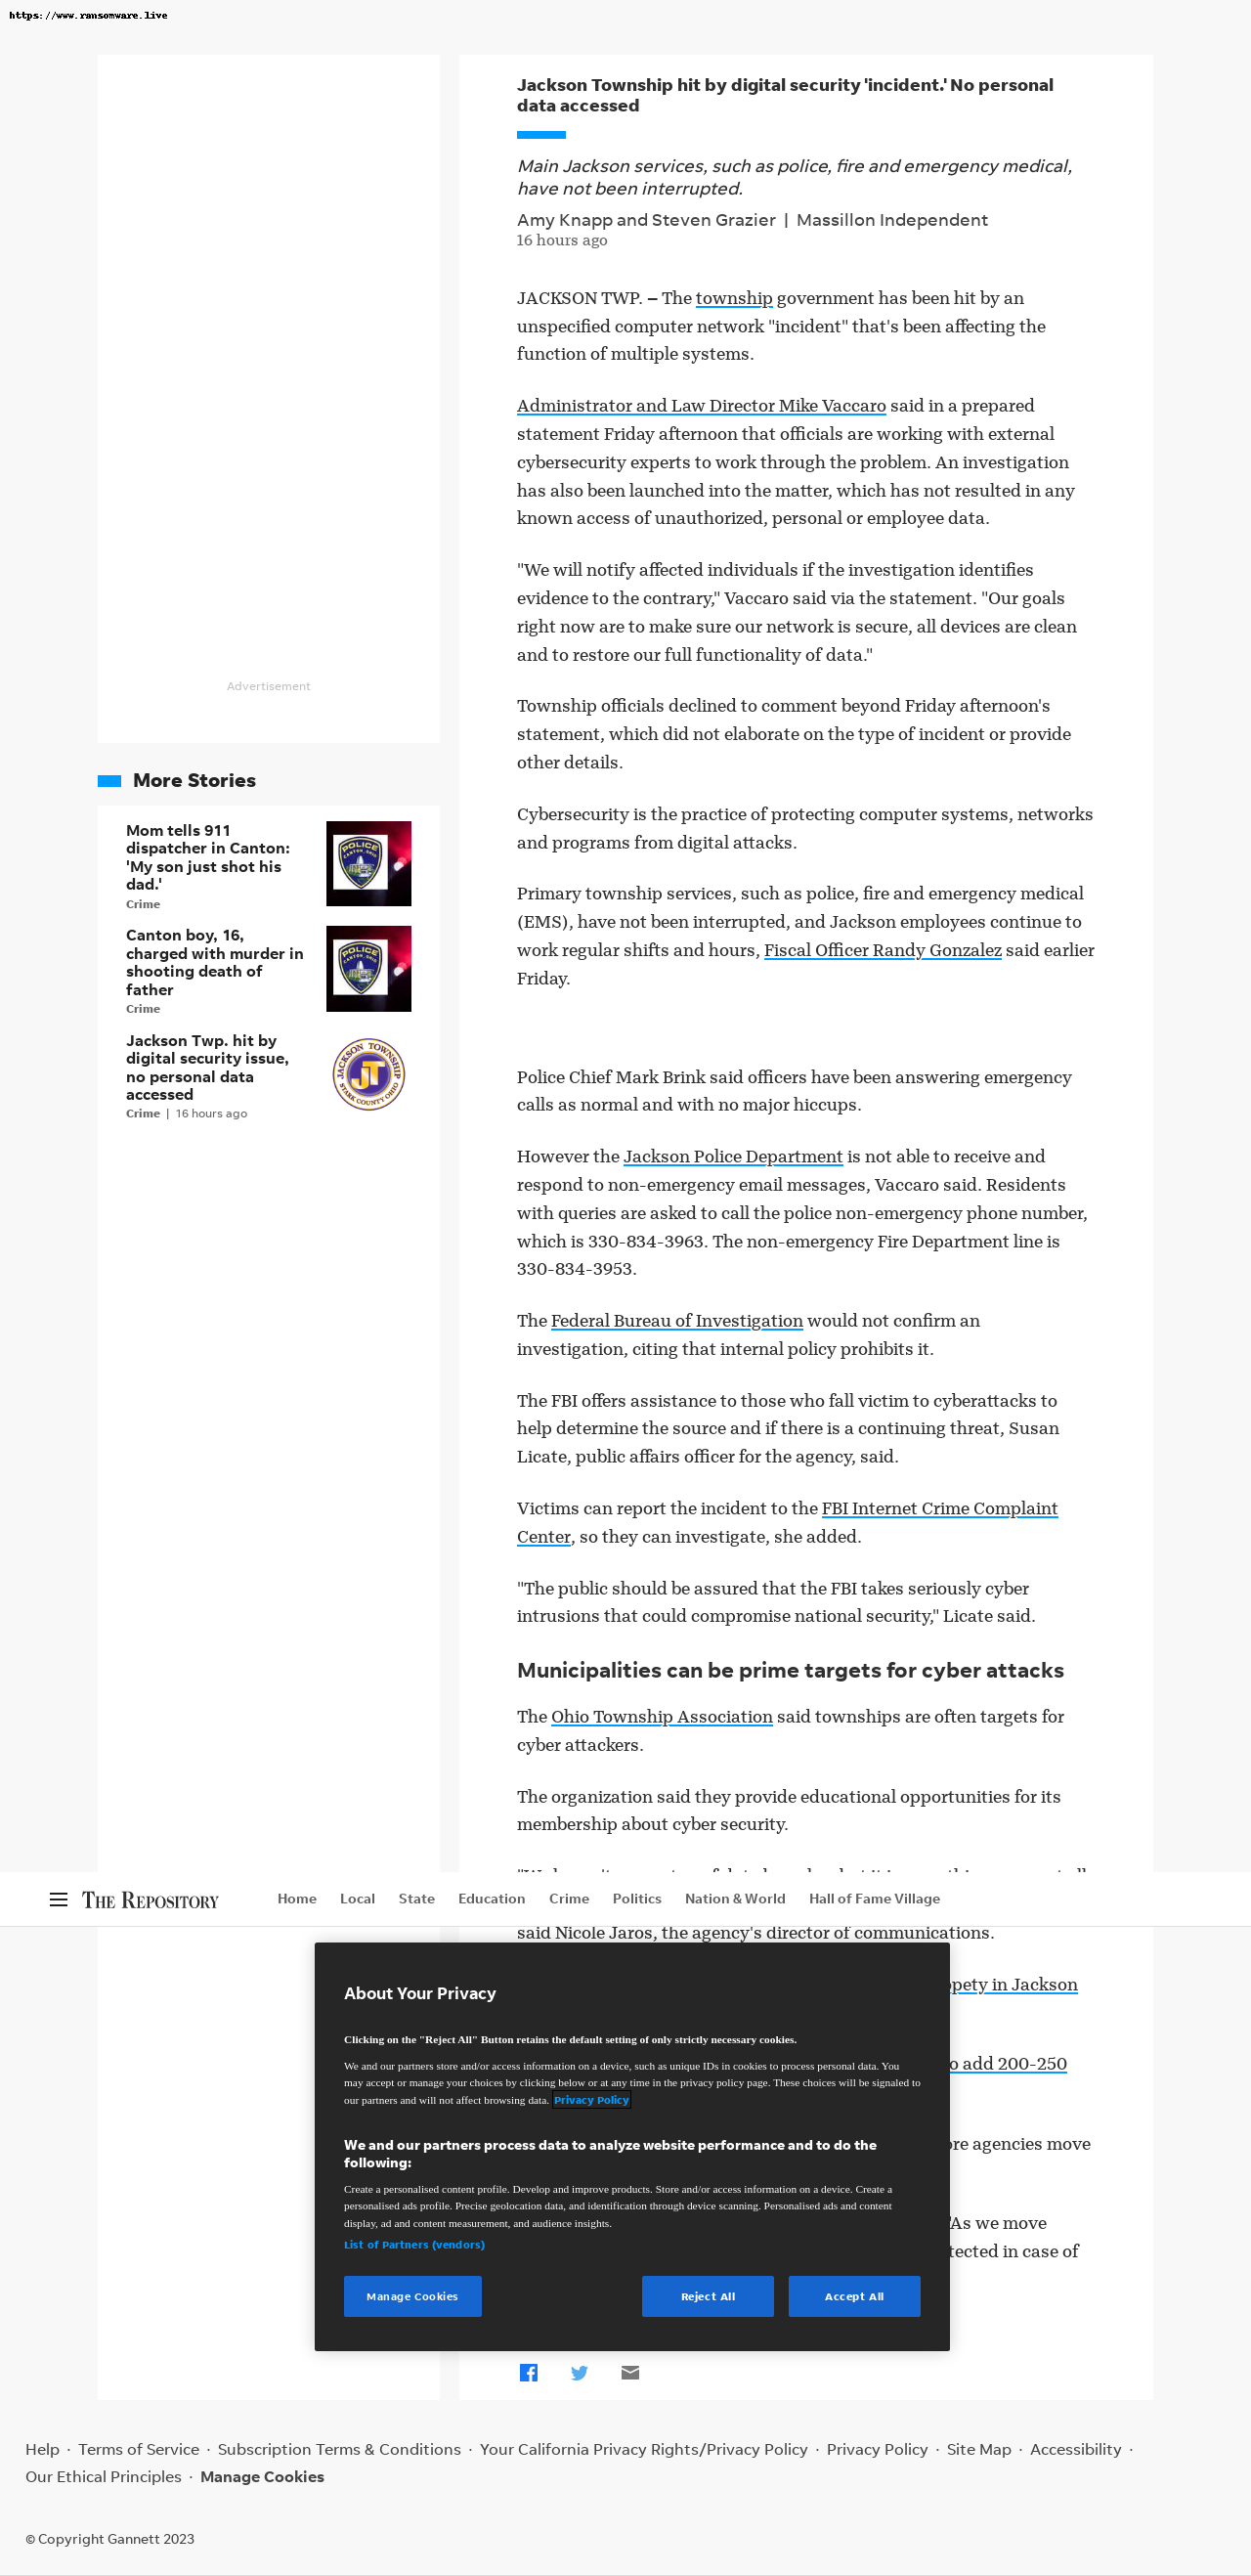 https://www.ransomware.live
Jackson Township hit by digital security 'incident.' No personal
data accessed
Main Jackson services, such as police, fire and emergency medical,
have not been interrupted.
Amy Knapp and Steven Grazier | Massillon Independent
16 hours ago
JACKSON TWP. – The township government has been hit by an
unspecified computer network "incident" that's been affecting the
function of multiple systems.
Administrator and Law Director Mike Vaccaro said in a prepared
statement Friday afternoon that officials are working with external
cybersecurity experts to work through the problem. An investigation
has also been launched into the matter, which has not resulted in any
known access of unauthorized, personal or employee data.
"We will notify affected individuals if the investigation identifies
evidence to the contrary," Vaccaro said via the statement. "Our goals
right now are to make sure our network is secure, all devices are clean
and to restore our full functionality of data."
Township officials declined to comment beyond Friday afternoon's
statement, which did not elaborate on the type of incident or provide
other details.
Cybersecurity is the practice of protecting computer systems, networks
and programs from digital attacks.
Primary township services, such as police, fire and emergency medical
(EMS), have not been interrupted, and Jackson employees continue to
work regular shifts and hours, Fiscal Officer Randy Gonzalez said earlier
Friday.
Police Chief Mark Brink said officers have been answering emergency
calls as normal and with no major hiccups.
However the Jackson Police Department is not able to receive and
respond to non-emergency email messages, Vaccaro said. Residents
with queries are asked to call the police non-emergency phone number,
which is 330-834-3963. The non-emergency Fire Department line is
330-834-3953.
The Federal Bureau of Investigation would not confirm an
investigation, citing that internal policy prohibits it.
The FBI offers assistance to those who fall victim to cyberattacks to
help determine the source and if there is a continuing threat, Susan
Licate, public affairs officer for the agency, said.
Victims can report the incident to the FBI Internet Crime Complaint
Center, so they can investigate, she added.
"The public should be assured that the FBI takes seriously cyber
intrusions that could compromise national security," Licate said.
Municipalities can be prime targets for cyber attacks
The Ohio Township Association said townships are often targets for
cyber attackers.
The organization said they provide educational opportunities for its
membership about cyber security.
said Nicole Jaros, the agency's director of communications.
in Jackson
add 200-250
agencies move
"As we move
in case of
Advertisement
More Stories
Mom tells 911
dispatcher in Canton:
'My son just shot his
dad.'
Crime
POLICE
CANTON, OHIO
Canton boy, 16,
charged with murder in
shooting death of
father
Crime
POLICE
CANTON, OHIO
Jackson Twp. hit by
digital security issue,
no personal data
accessed
Crime | 16 hours ago
JACKSON TOWNSHIP
JT
STARK COUNTY OHIO
THE REPOSITORY
Home Local State Education Crime Politics Nation & World Hall of Fame Village
About Your Privacy
Clicking on the "Reject All" Button retains the default setting of only strictly necessary cookies.
We and our partners store and/or access information on a device, such as unique IDs in cookies to process personal data. You
may accept or manage your choices by clicking below or at any time in the privacy policy page. These choices will be signaled to
our partners and will not affect browsing data. Privacy Policy
We and our partners process data to analyze website performance and to do the
following:
Create a personalised content profile. Develop and improve products. Store and/or access information on a device. Create a
personalised ads profile. Precise geolocation data, and identification through device scanning. Personalised ads and content
display, ad and content measurement, and audience insights.
List of Partners (vendors)
Manage Cookies
Reject All
Accept All
Help · Terms of Service · Subscription Terms & Conditions · Your California Privacy Rights/Privacy Policy · Privacy Policy · Site Map · Accessibility ·
Our Ethical Principles · Manage Cookies
© Copyright Gannett 2023